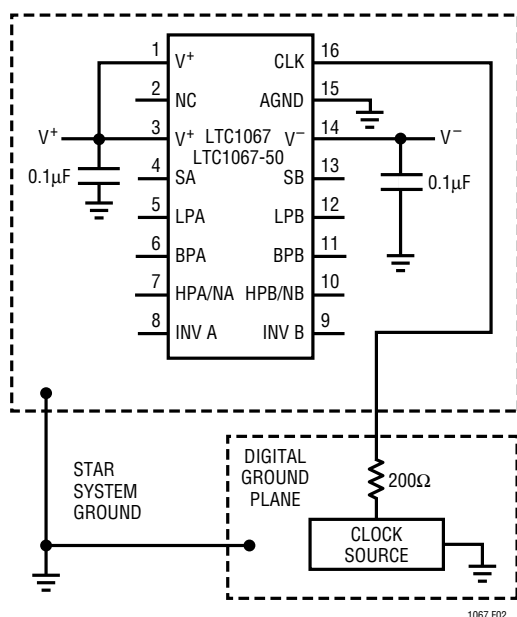 1
V+
CLK
16
2
NC
AGND
15
V+
3
V+
LTC1067
LTC1067-50
V−
14
V−
0.1µF
4
SA
SB
13
0.1µF
5
LPA
LPB
12
6
BPA
BPB
11
7
HPA/NA
HPB/NB
10
8
INV A
INV B
9
STAR
SYSTEM
GROUND
DIGITAL
GROUND
PLANE
200Ω
CLOCK
SOURCE
1067 F02